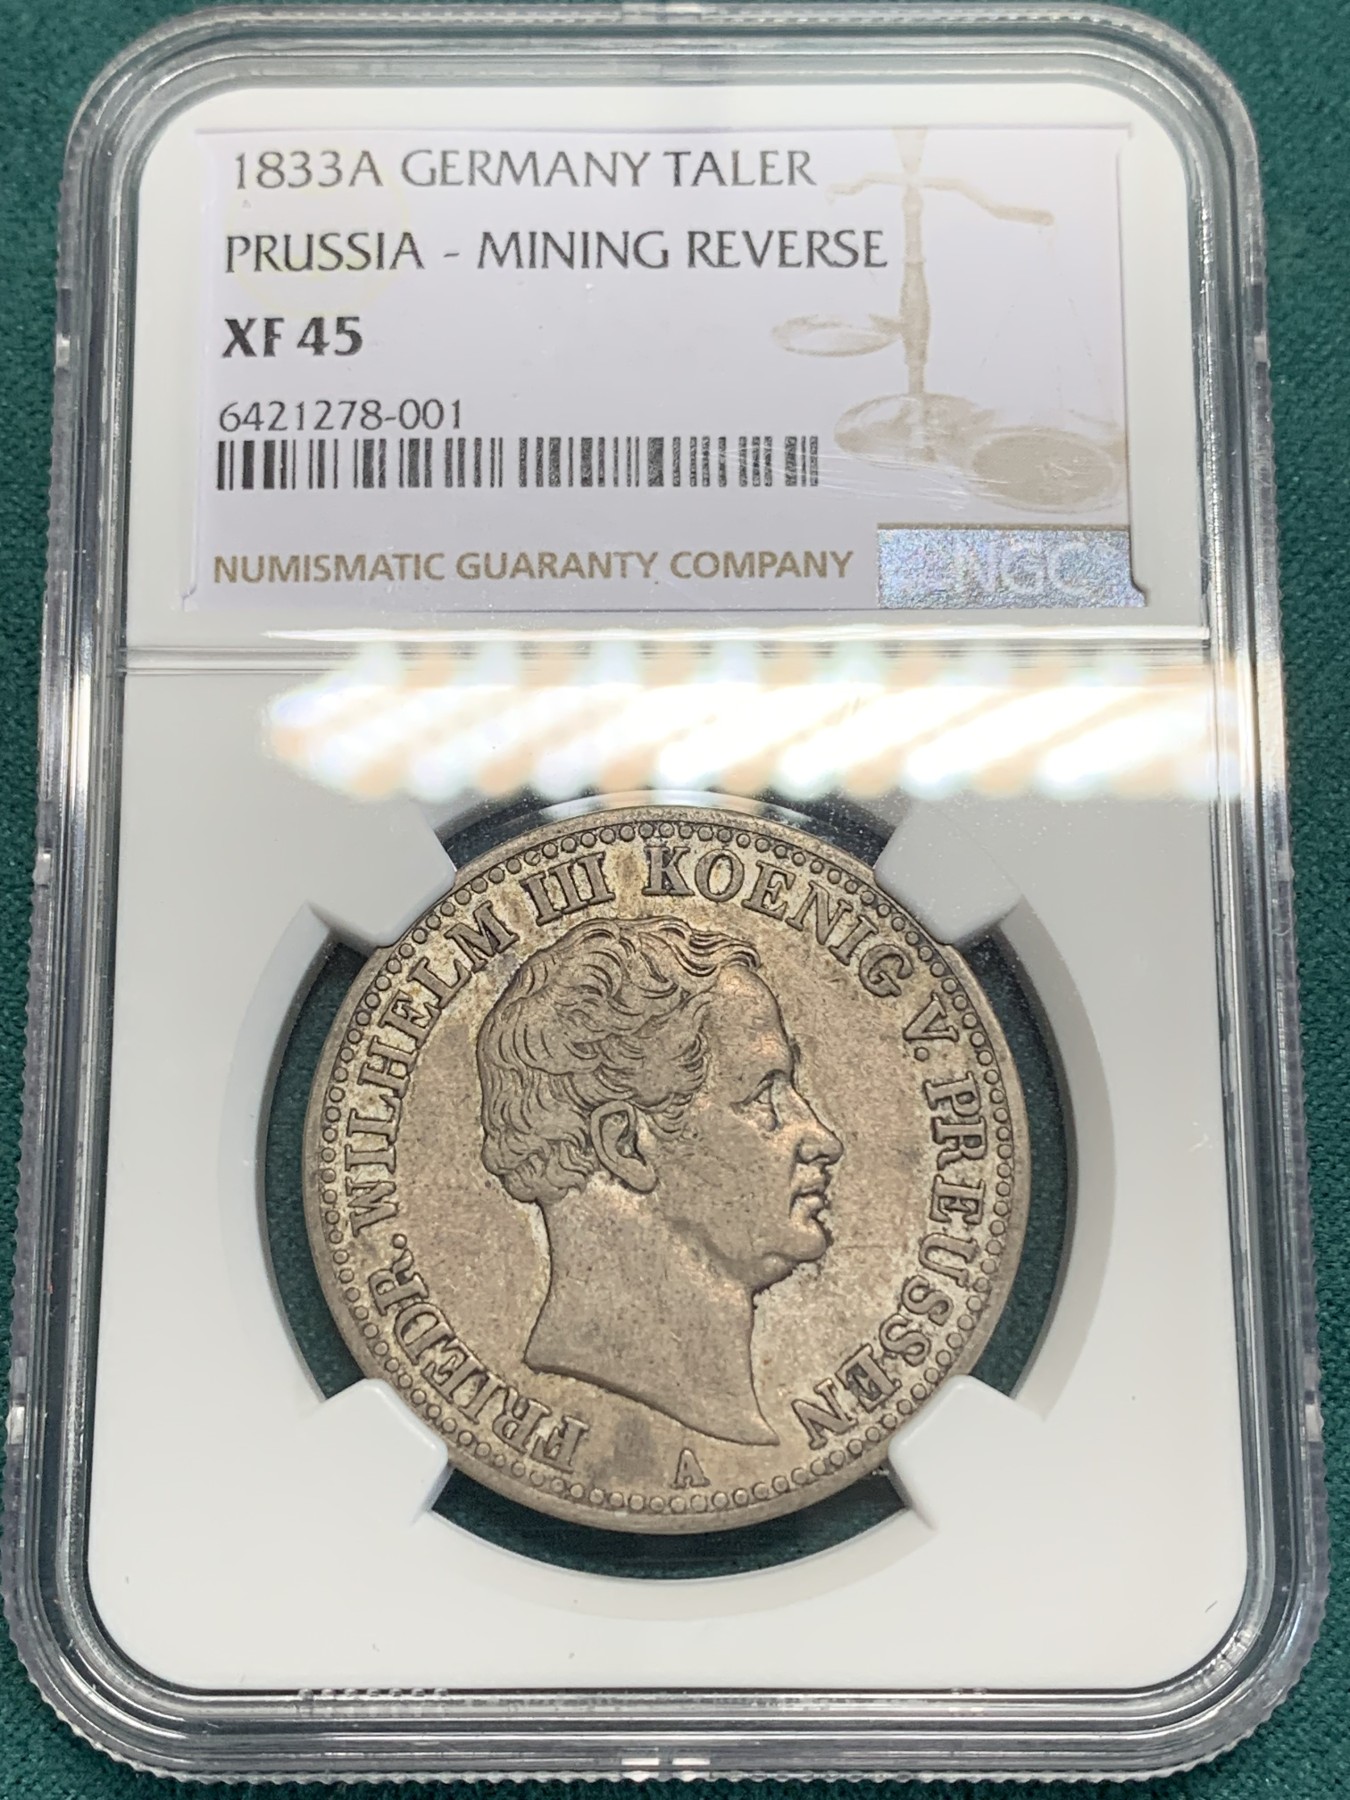 1833A GERMANY TALER
PRUSSIA - MINING REVERSE
XF 45
6421278-001
NUMISMATIC GUARANTY COMPANY
NGC
FRIEDR. WILHELM III KOENIG V. PREUSSEN
A